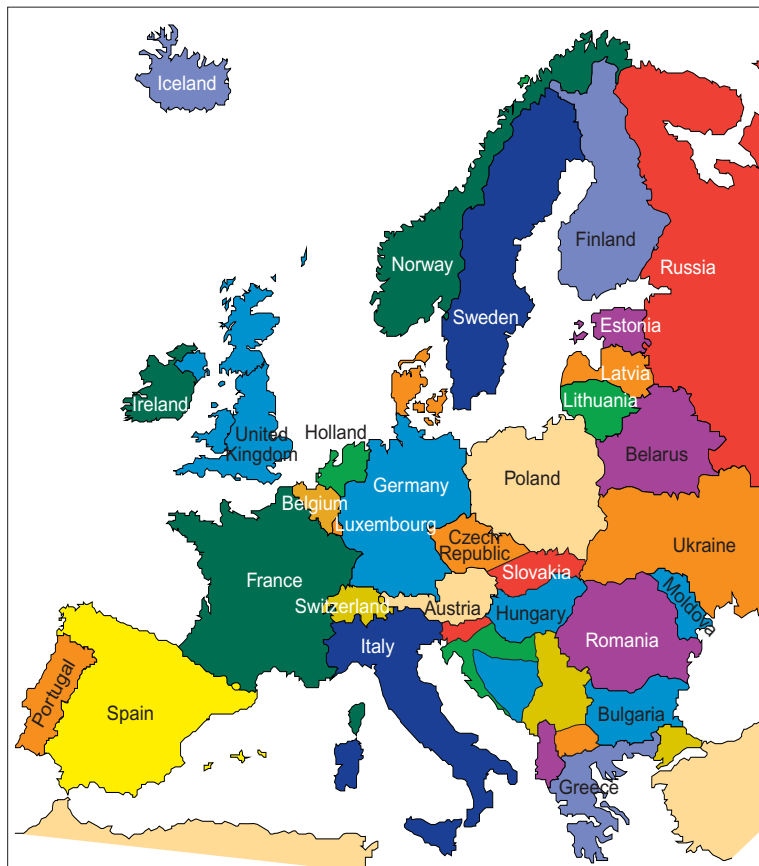 Iceland
Finland
Norway
Russia
Sweden
Estonia
Latvia
Lithuania
Ireland
United
Kingdom
Holland
Belarus
Poland
Germany
Belgium
Luxembourg
Czech
Republic
Ukraine
Slovakia
France
Switzerland
Austria
Hungary
Moldova
Romania
Italy
Portugal
Spain
Bulgaria
Greece